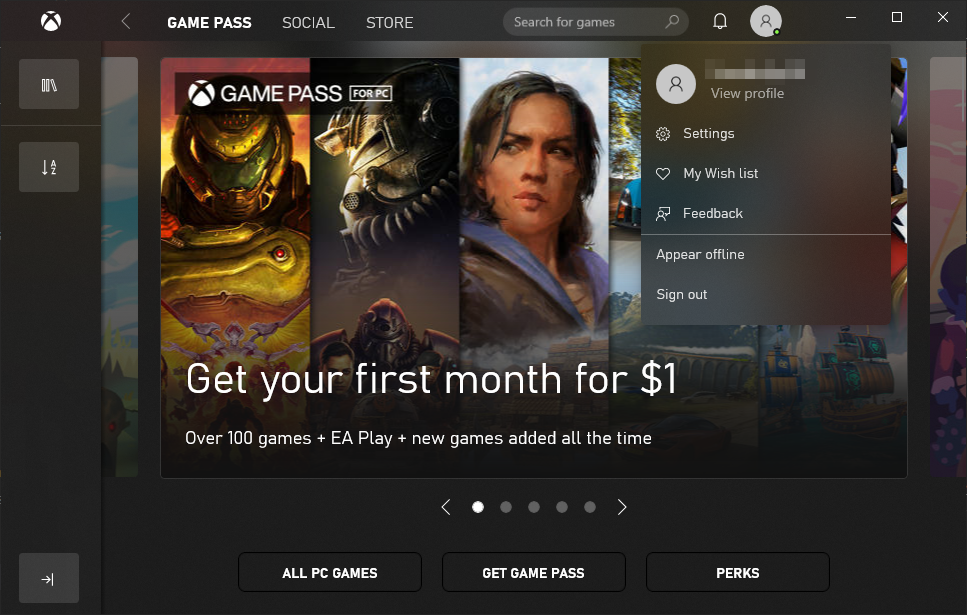 GAME PASS
SOCIAL
STORE
Search for games
View profile
Settings
My Wish list
Feedback
Appear offline
Sign out
A
Z
GAME PASS FOR PC
Get your first month for $1
Over 100 games + EA Play + new games added all the time
ALL PC GAMES
GET GAME PASS
PERKS